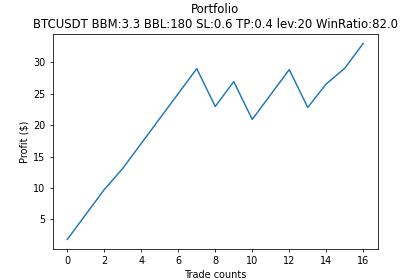 Portfolio
BTCUSDT BBM:3.3 BBL:180 SL:0.6 TP:0.4 lev:20 WinRatio:82.0
30
25
20
15
10
5
Profit ($)
0 2 4 6 8 10 12 14 16
Trade counts